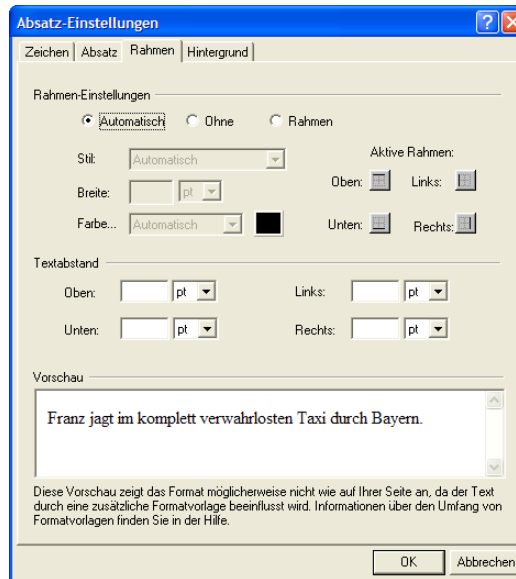 Absatz-Einstellungen
Zeichen Absatz Rahmen Hintergrund
Rahmen-Einstellungen
Automatisch Ohne Rahmen
Stil: Automatisch Aktive Rahmen:
Breite: pt Oben: Links:
Farbe... Automatisch Unten: Rechts:
Textabstand
Oben: pt Links: pt
Unten: pt Rechts: pt
Vorschau
Franz jagt im komplett verwahrlosten Taxi durch Bayern.
Diese Vorschau zeigt das Format möglicherweise nicht wie auf Ihrer Seite an, da der Text
durch eine zusätzliche Formatvorlage beeinflusst wird. Informationen über den Umfang von
Formatvorlagen finden Sie in der Hilfe.
OK Abbrechen